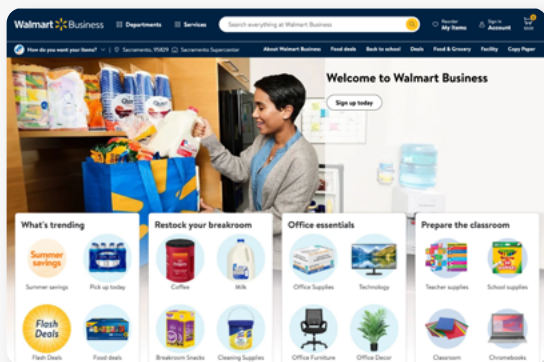 Walmart Business
Departments
Services
Search everything at Walmart Business
Reorder
My Items
Sign in
Account
How do you want your items?
Sacramento, 95829
Sacramento Supercenter
About Walmart Business
Food deals
Back to school
Deals
Food & Grocery
Facility
Copy Paper
Welcome to Walmart Business
Sign up today
What's trending
Summer
savings
Summer savings
Pick up today
Flash
Deals
Flash Deals
Food deals
Restock your breakroom
Coffee
Milk
Breakroom Snacks
Cleaning Supplies
Office essentials
Office Supplies
Technology
Office Furniture
Office Decor
Prepare the classroom
Teacher supplies
School supplies
Classroom
Chromebooks